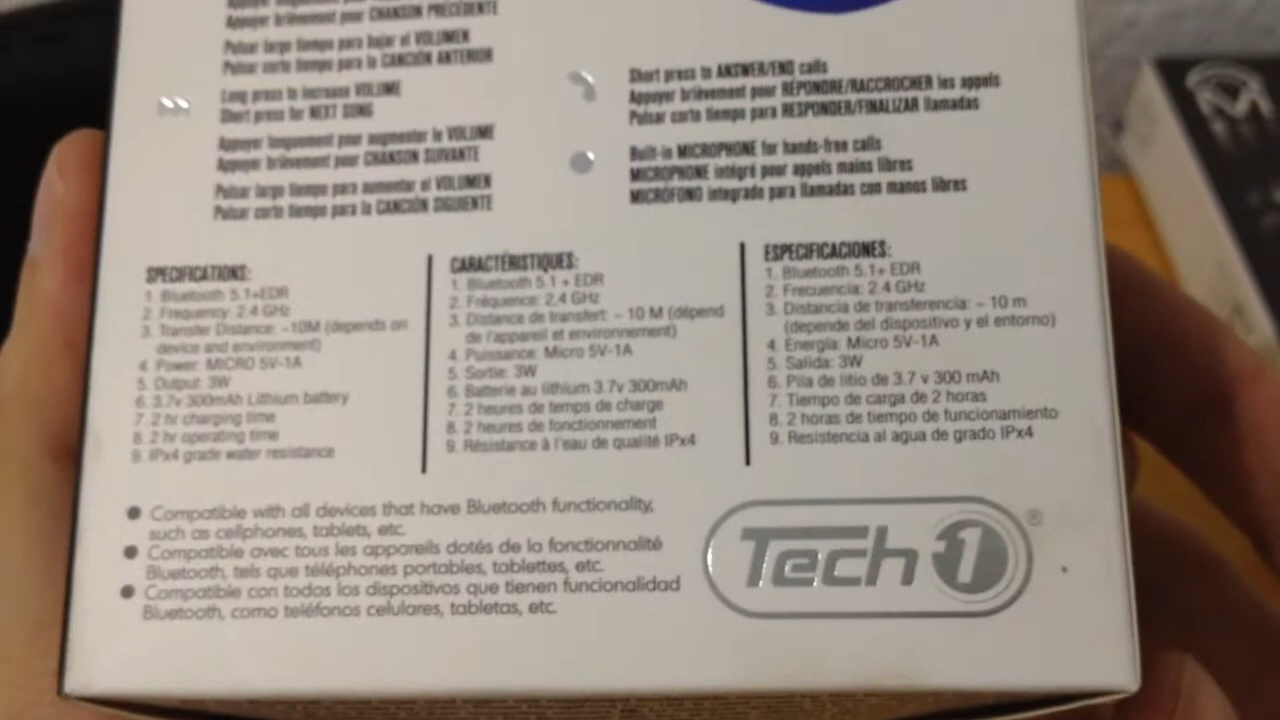 Appuyer brièvement pour CHANSON PRÉCÉDENTE
Pulsar largo tiempo para bajar el VOLUMEN
Pulsar corto tiempo para la CANCIÓN ANTERIOR
Long press to increase VOLUME
Short press for NEXT SONG
Appuyer longuement pour augmenter le VOLUME
Appuyer brièvement pour CHANSON SUIVANTE
Pulsar largo tiempo para aumentar el VOLUMEN
Pulsar corto tiempo para la CANCIÓN SIGUIENTE
Short press to ANSWER/END calls
Appuyer brièvement pour RÉPONDRE/RACCROCHER les appels
Pulsar corto tiempo para RESPONDER/FINALIZAR llamadas
Built-in MICROPHONE for hands-free calls
MICROPHONE intégré pour appels mains libres
MICRÓFONO integrado para llamadas con manos libres
SPECIFICATIONS:
1. Bluetooth 5.1+EDR
2. Frequency: 2.4 GHz
3. Transfer Distance: ~10M (depends on
device and environment)
4. Power: MICRO 5V-1A
5. Output: 3W
6. 3.7v 300mAh Lithium battery
7. 2 hr charging time
8. 2 hr operating time
9. IPx4 grade water resistance
CARACTÉRISTIQUES:
1. Bluetooth 5.1 + EDR
2. Fréquence: 2,4 GHz
3. Distance de transfert: ~ 10 M (dépend
de l'appareil et environnement)
4. Puissance: Micro 5V-1A
5. Sortie: 3W
6. Batterie au lithium 3.7v 300mAh
7. 2 heures de temps de charge
8. 2 heures de fonctionnement
9. Résistance à l'eau de qualité IPx4
ESPECIFICACIONES:
1. Bluetooth 5.1+ EDR
2. Frecuencia: 2.4 GHz
3. Distancia de transferencia: ~ 10 m
(depende del dispositivo y el entorno)
4. Energía: Micro 5V-1A
5. Salida: 3W
6. Pila de litio de 3.7 v 300 mAh
7. Tiempo de carga de 2 horas
8. 2 horas de tiempo de funcionamiento
9. Resistencia al agua de grado IPx4
● Compatible with all devices that have Bluetooth functionality,
such as cellphones, tablets, etc.
● Compatible avec tous les appareils dotés de la fonctionnalité
Bluetooth, tels que téléphones portables, tablettes, etc.
● Compatible con todos los dispositivos que tienen funcionalidad
Bluetooth, como teléfonos celulares, tabletas, etc.
Tech 1 ®